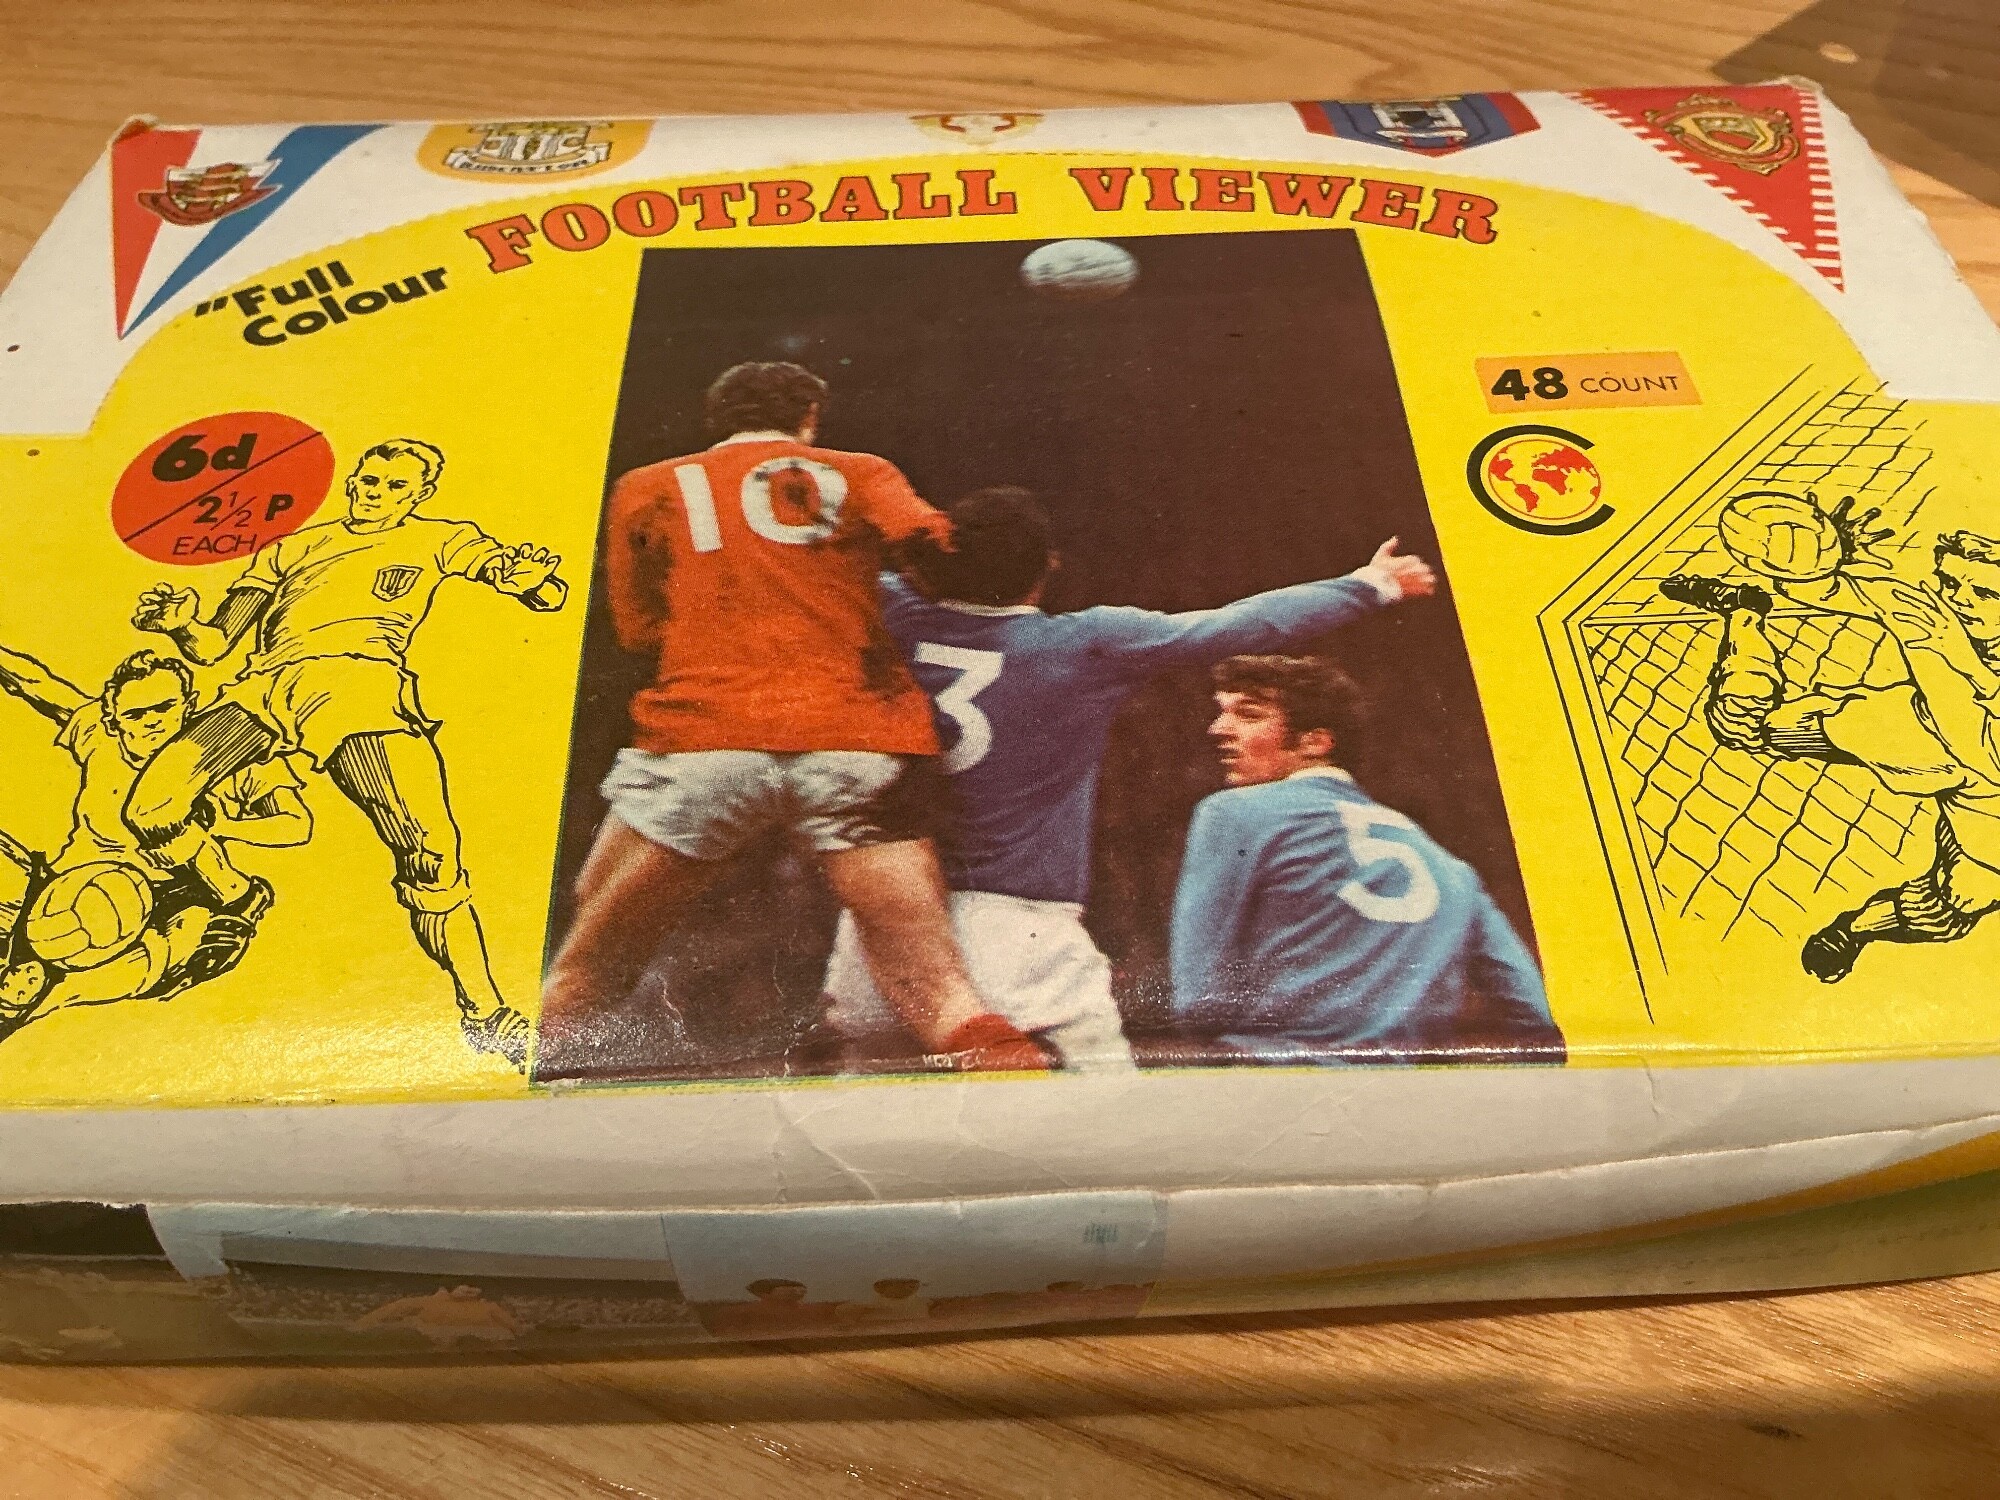 FOOTBALL VIEWER
"Full
Colour
6d
2½ P
EACH
48 COUNT
10
3
5